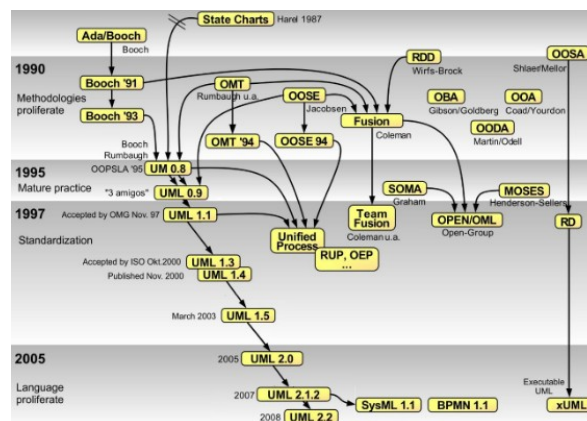 State Charts
Harel 1987
Ada/Booch
Booch
RDD
Wirfs-Brock
OOSA
Shlaer/Mellor
1990
Methodologies
proliferate
Booch '91
Booch '93
OMT
Rumbaugh u.a.
OOSE
Jacobsen
Fusion
Coleman
OBA
Gibson/Goldberg
OOA
Coad/Yourdon
OODA
Martin/Odell
OMT '94
OOSE 94
Booch
Rumbaugh
OOPSLA '95
UM 0.8
1995
Mature practice
"3 amigos"
UML 0.9
SOMA
Graham
MOSES
Henderson-Sellers
1997
Accepted by OMG Nov. 97
UML 1.1
Team
Fusion
Coleman u.a.
OPEN/OML
Open-Group
RD
Standardization
Unified
Process
RUP, OEP
...
Accepted by ISO Okt.2000
UML 1.3
Published Nov. 2000
UML 1.4
March 2003
UML 1.5
2005
Language
proliferate
2005
UML 2.0
2007
UML 2.1.2
2008
UML 2.2
SysML 1.1
BPMN 1.1
Executable
UML
xUML